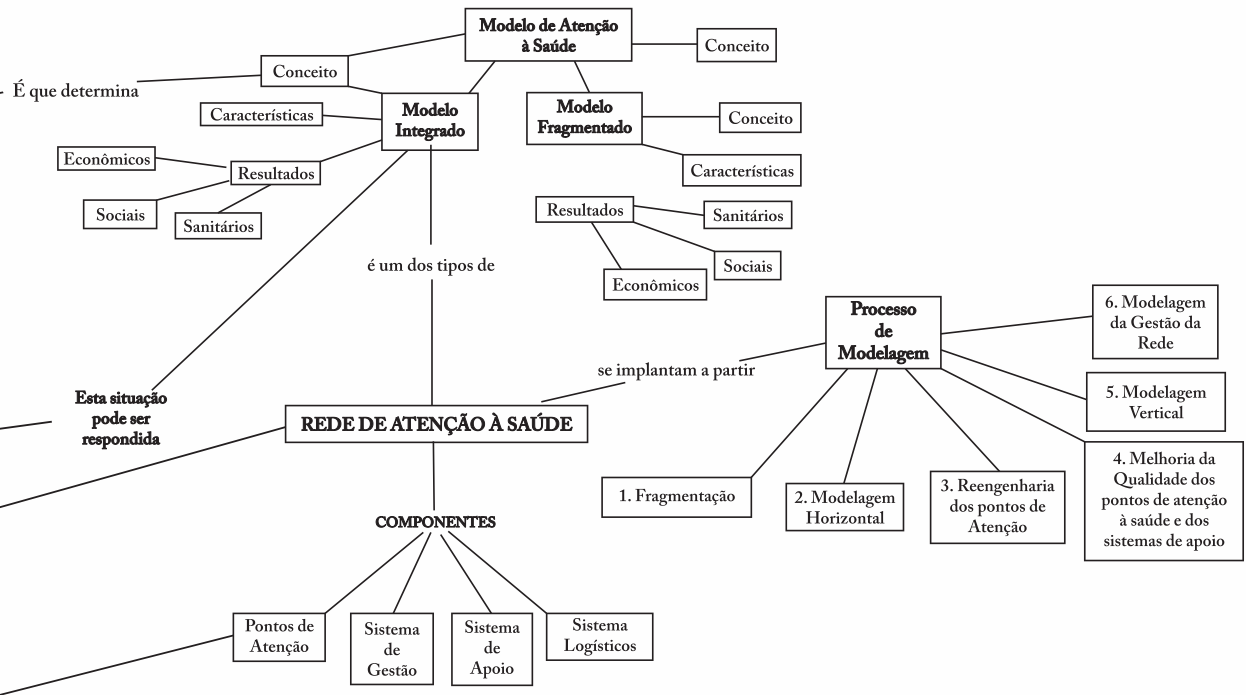 Modelo de Atenção
à Saúde
Conceito
Conceito
É que determina
Modelo
Integrado
Características
Modelo
Fragmentado
Conceito
Características
Econômicos
Resultados
Sociais
Sanitários
Resultados
Sanitários
Sociais
Econômicos
é um dos tipos de
Processo
de
Modelagem
6. Modelagem
da Gestão da
Rede
se implantam a partir
5. Modelagem
Vertical
Esta situação
pode ser
respondida
REDE DE ATENÇÃO À SAÚDE
1. Fragmentação
2. Modelagem
Horizontal
3. Reengenharia
dos pontos de
Atenção
4. Melhoria da
Qualidade dos
pontos de atenção
à saúde e dos
sistemas de apoio
COMPONENTES
Pontos de
Atenção
Sistema
de
Gestão
Sistema
de
Apoio
Sistema
Logísticos